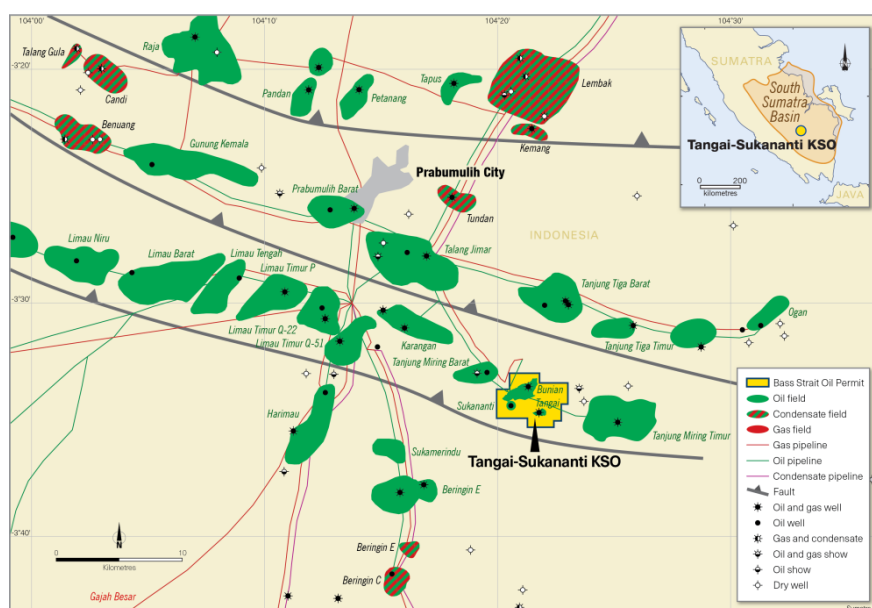 104°00'
104°10'
104°20'
104°30'
-3°20'
-3°30'
-3°40'
Talang Gula
Candi
Raja
Pandan
Petanang
Tapus
Lembak
Kemang
Benuang
Gunung Kemala
Prabumulih City
Prabumulih Barat
Tundan
INDONESIA
Talang Jimar
Limau Niru
Limau Barat
Limau Tengah
Limau Timur P
Limau Timur Q-22
Limau Timur Q-51
Karangan
Tanjung Miring Barat
Tanjung Tiga Barat
Tanjung Tiga Timur
Ogan
Bunian
Tangai
Sukananti
Tanjung Miring Timur
Tangai-Sukananti KSO
Harimau
Sukamerindu
Beringin E
Beringin E
Beringin C
Gajah Besar
N
0 10
Kilometres
SUMATRA
South
Sumatra
Basin
Tangai-Sukananti KSO
0 200
kilometres
JAVA
Bass Strait Oil Permit
Oil field
Condensate field
Gas field
Gas pipeline
Oil pipeline
Condensate pipeline
Fault
Oil and gas well
Oil well
Gas and condensate
Oil and gas show
Oil show
Dry well